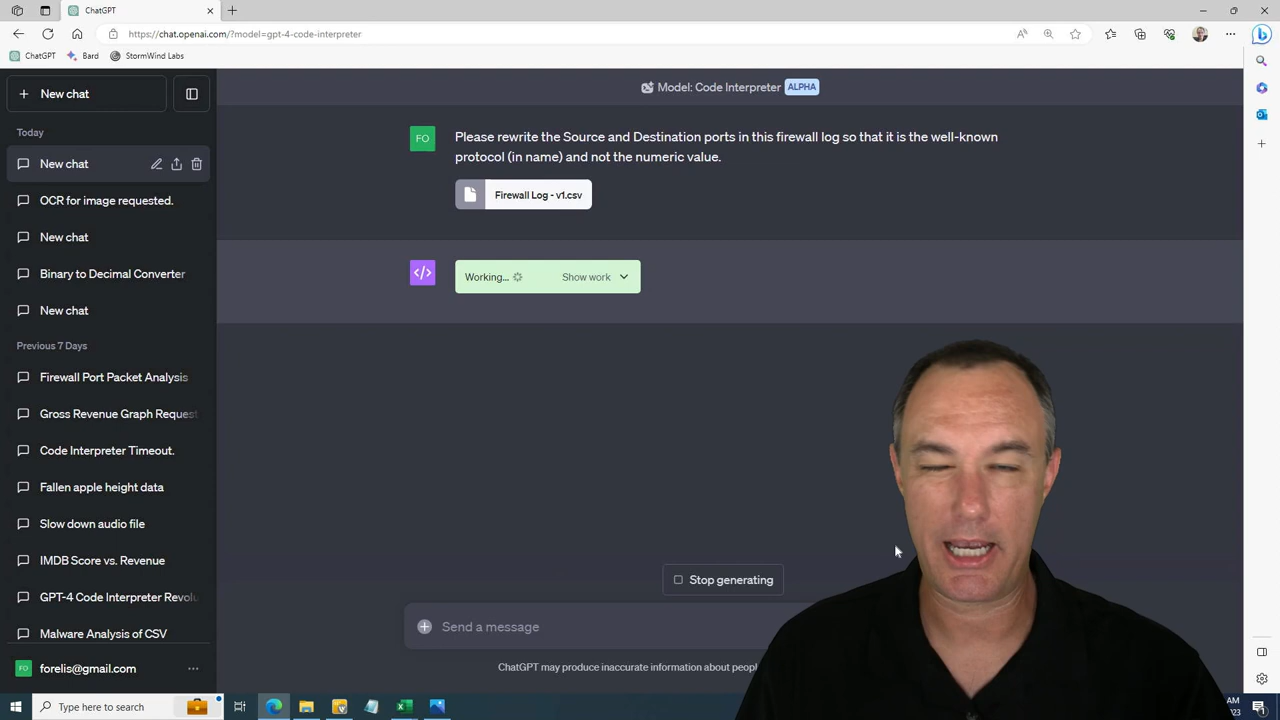 ChatGPT
https://chat.openai.com/?model=gpt-4-code-interpreter
ChatGPT
Bard
StormWind Labs
New chat
Model: Code Interpreter ALPHA
Today
New chat
OCR for image requested.
New chat
Binary to Decimal Converter
New chat
Previous 7 Days
Firewall Port Packet Analysis
Gross Revenue Graph Request
Code Interpreter Timeout.
Fallen apple height data
Slow down audio file
IMDB Score vs. Revenue
GPT-4 Code Interpreter Revolu
Malware Analysis of CSV
FO forelis@gmail.com
FO
Please rewrite the Source and Destination ports in this firewall log so that it is the well-known
protocol (in name) and not the numeric value.
Firewall Log - v1.csv
Working... Show work
Stop generating
Send a message
ChatGPT may produce inaccurate information about peopl
Type here to search
AM
023
1